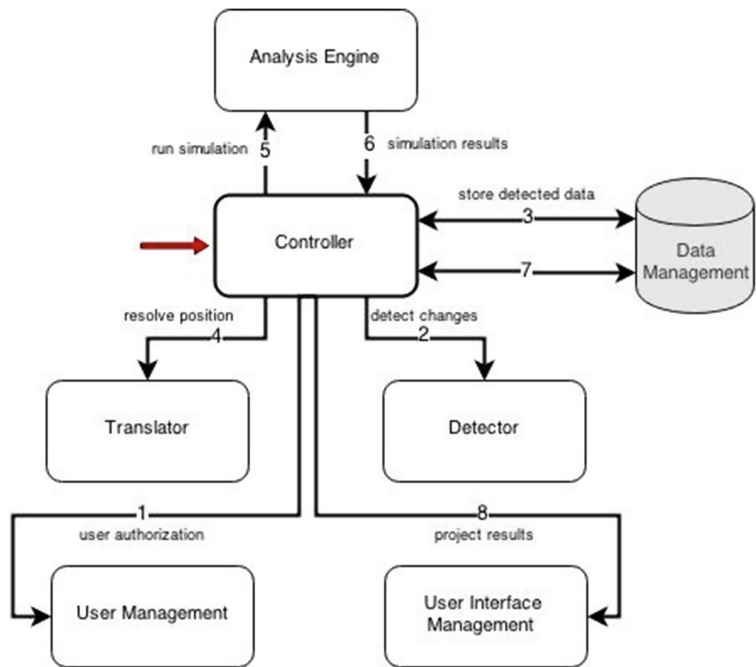 Analysis Engine
run simulation
5
6
simulation results
store detected data
3
Controller
Data
Management
7
resolve position
4
detect changes
2
Translator
Detector
1
user authorization
8
project results
User Management
User Interface
Management